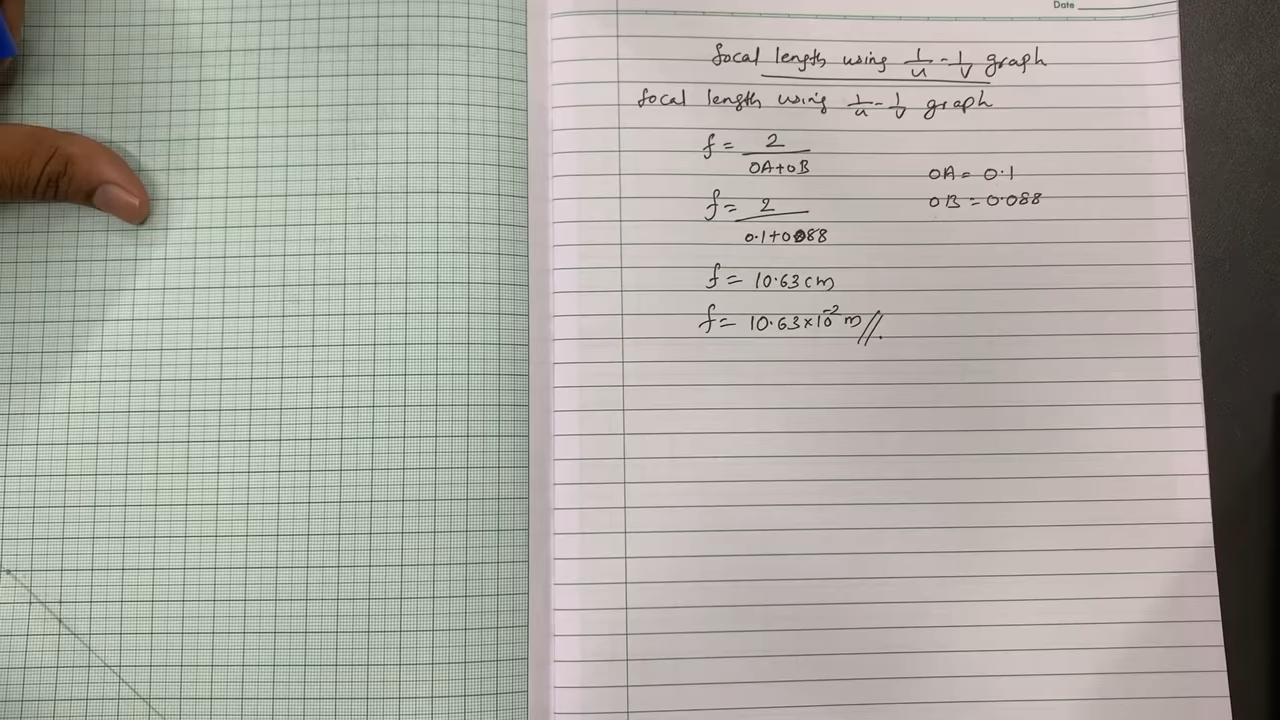 Date
focal length using 1/u - 1/v graph
focal length using 1/u - 1/v graph
f = 2/(OA+OB)
OA = 0.1
OB = 0.088
f = 2/(0.1+0.088)
f = 10.63 cm
f = 10.63×10⁻² m //.